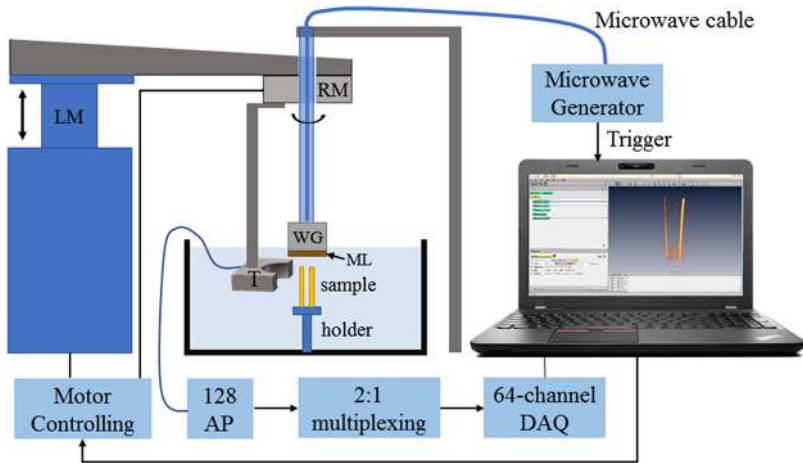 Microwave cable
RM
LM
Microwave
Generator
Trigger
WG
ML
T
sample
holder
Motor
Controlling
128
AP
2:1
multiplexing
64-channel
DAQ